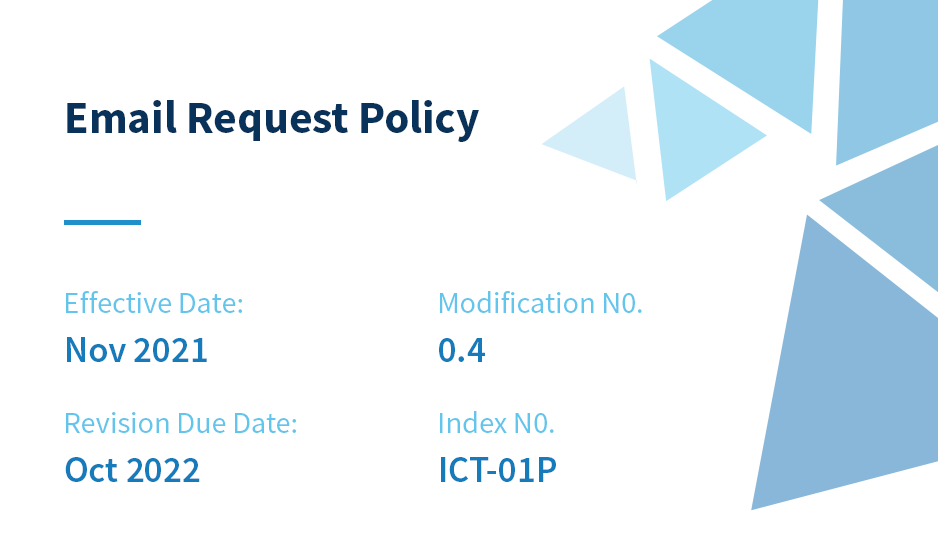 Email Request Policy
Effective Date:
Nov 2021
Modification N0.
0.4
Revision Due Date:
Oct 2022
Index N0.
ICT-01P